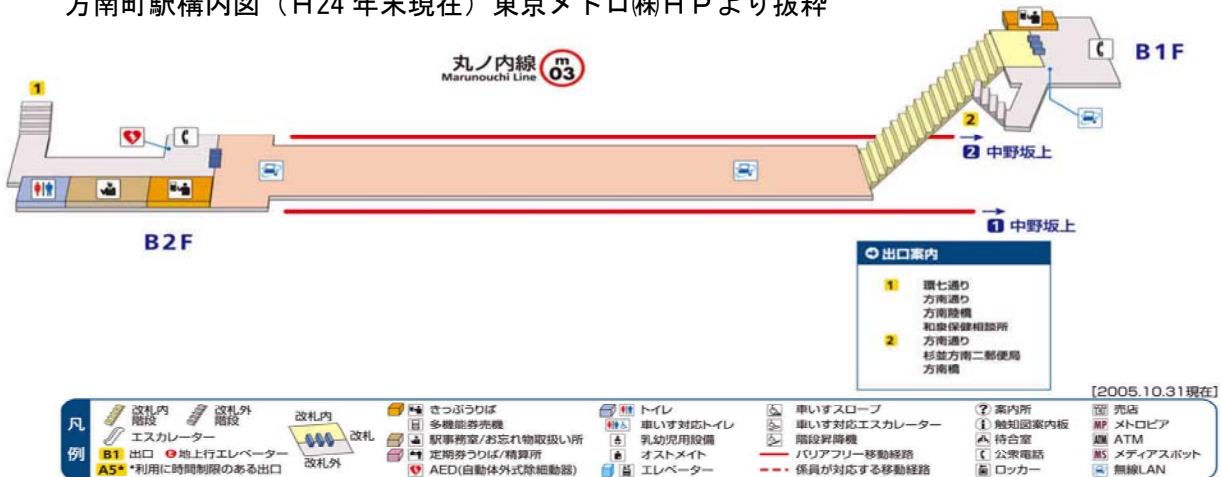 方南町駅構内図（H24 年末現在）東京メトロ㈱HPより抜粋
B1F
丸ノ内線
Marunouchi Line
m
03
1
2
2 中野坂上
1 中野坂上
B2F
出口案内
1 環七通り
方南通り
方南陸橋
和泉保健相談所
2 方南通り
杉並方南二郵便局
方南橋
[2005.10.31現在]
凡例
改札内階段
改札外階段
エスカレーター
B1 出口 地上行エレベーター
A5* *利用に時間制限のある出口
改札内
改札
改札外
きっぷうりば
多機能券売機
駅事務室/お忘れ物取扱い所
定期券うりば/精算所
AED(自動体外式除細動器)
トイレ
車いす対応トイレ
乳幼児用設備
オストメイト
エレベーター
車いすスロープ
車いす対応エスカレーター
階段昇降機
バリアフリー移動経路
係員が対応する移動経路
? 案内所
触知図案内板
待合室
公衆電話
ロッカー
売店
MP メトロピア
ATM ATM
MS メディアスポット
無線LAN